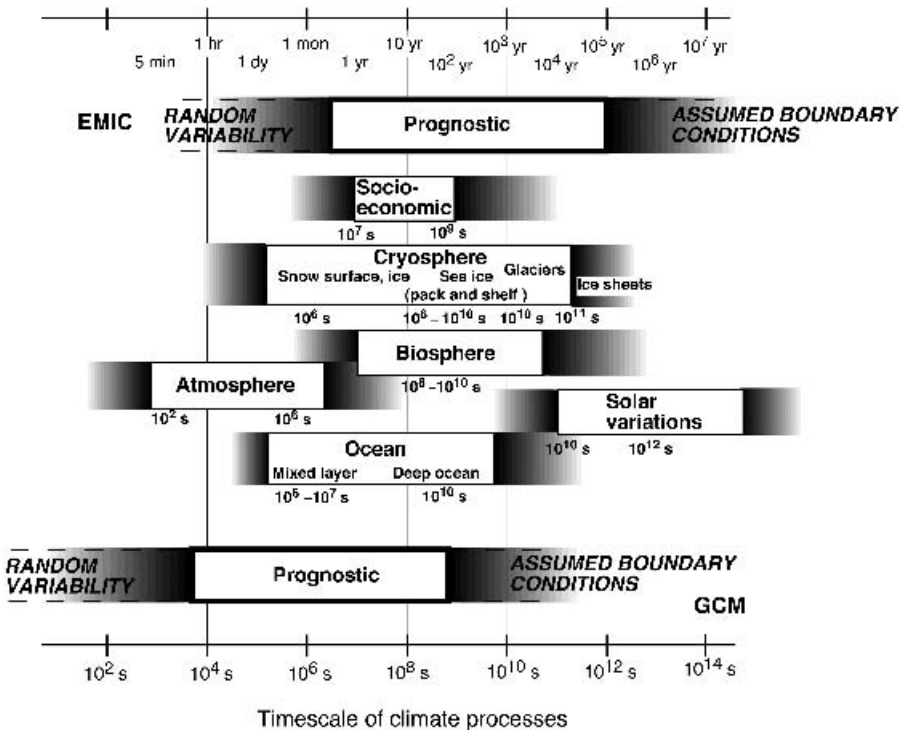 1 hr 1 mon 10 yr 10³ yr 10⁵ yr 10⁷ yr
5 min 1 dy 1 yr 10² yr 10⁴ yr 10⁶ yr
EMIC
RANDOM
VARIABILITY
Prognostic
ASSUMED BOUNDARY
CONDITIONS
Socio-
economic
10⁷ s 10⁹ s
Cryosphere
Snow surface, ice Sea ice Glaciers
(pack and shelf) Ice sheets
10⁶ s 10⁶ – 10¹⁰ s 10¹⁰ s 10¹¹ s
Biosphere
10⁸ –10¹⁰ s
Atmosphere
10² s 10⁶ s
Solar
variations
10¹⁰ s 10¹² s
Ocean
Mixed layer Deep ocean
10⁶ –10⁷ s 10¹⁰ s
RANDOM
VARIABILITY
Prognostic
ASSUMED BOUNDARY
CONDITIONS
GCM
10² s 10⁴ s 10⁶ s 10⁸ s 10¹⁰ s 10¹² s 10¹⁴ s
Timescale of climate processes